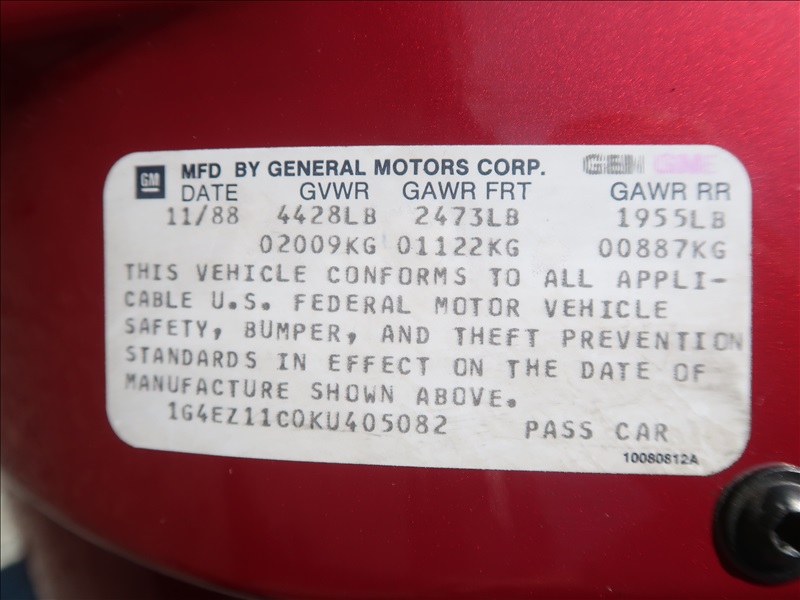 GM MFD BY GENERAL MOTORS CORP. GEN GME
DATE GVWR GAWR FRT GAWR RR
11/88 4428LB 2473LB 1955LB
02009KG 01122KG 00887KG
THIS VEHICLE CONFORMS TO ALL APPLI-
CABLE U.S. FEDERAL MOTOR VEHICLE
SAFETY, BUMPER, AND THEFT PREVENTION
STANDARDS IN EFFECT ON THE DATE OF
MANUFACTURE SHOWN ABOVE.
1G4EZ11C0KU405082 PASS CAR
10080812A